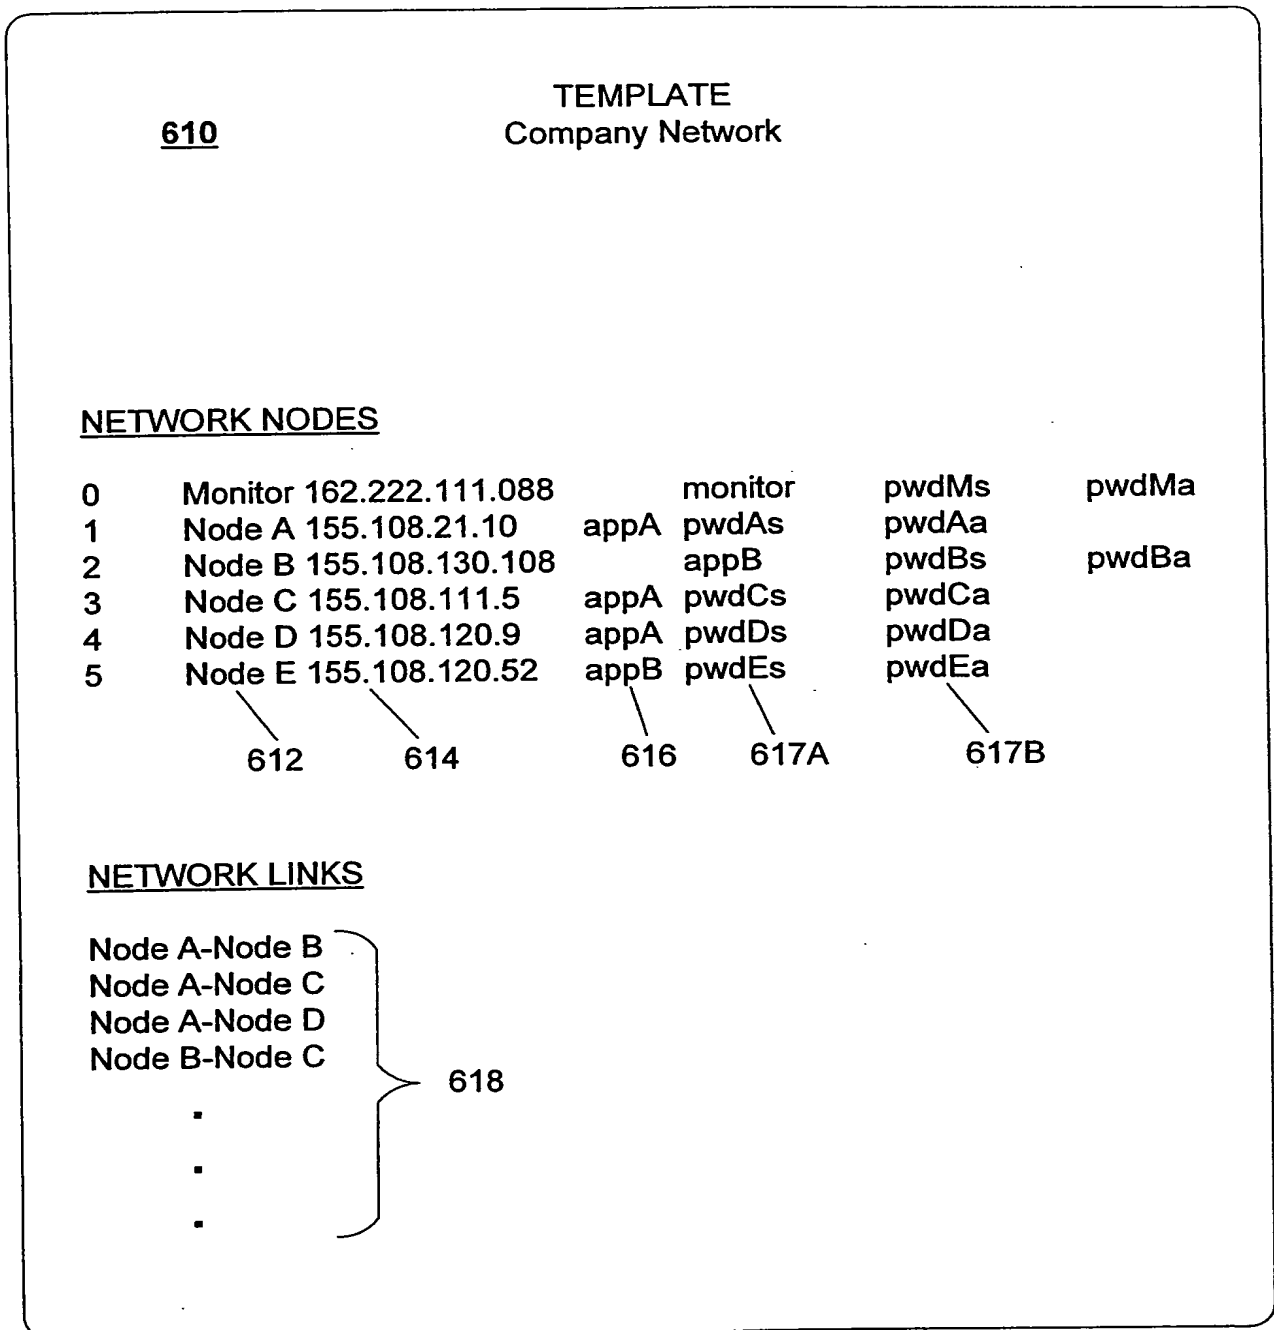 TEMPLATE
610 Company Network
NETWORK NODES
0 Monitor 162.222.111.088 monitor pwdMs pwdMa
1 Node A 155.108.21.10 appA pwdAs pwdAa
2 Node B 155.108.130.108 appB pwdBs pwdBa
3 Node C 155.108.111.5 appA pwdCs pwdCa
4 Node D 155.108.120.9 appA pwdDs pwdDa
5 Node E 155.108.120.52 appB pwdEs pwdEa
612 614 616 617A 617B
NETWORK LINKS
Node A-Node B
Node A-Node C
Node A-Node D
Node B-Node C
618